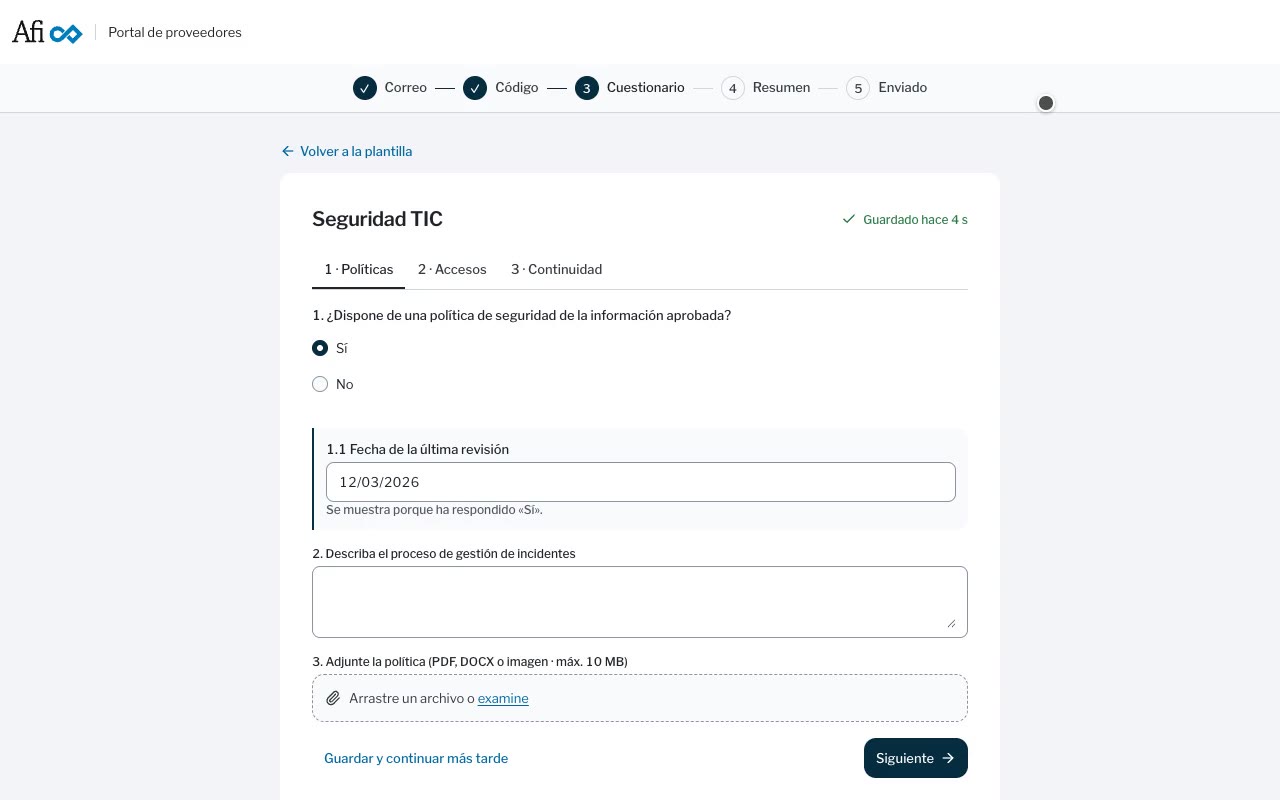 Afi Portal de proveedores
Correo Código 3 Cuestionario 4 Resumen 5 Enviado
Volver a la plantilla
Seguridad TIC Guardado hace 4 s
1 · Políticas 2 · Accesos 3 · Continuidad
1. ¿Dispone de una política de seguridad de la información aprobada?
Sí
No
1.1 Fecha de la última revisión
12/03/2026
Se muestra porque ha respondido «Sí».
2. Describa el proceso de gestión de incidentes
3. Adjunte la política (PDF, DOCX o imagen · máx. 10 MB)
Arrastre un archivo o examine
Guardar y continuar más tarde Siguiente